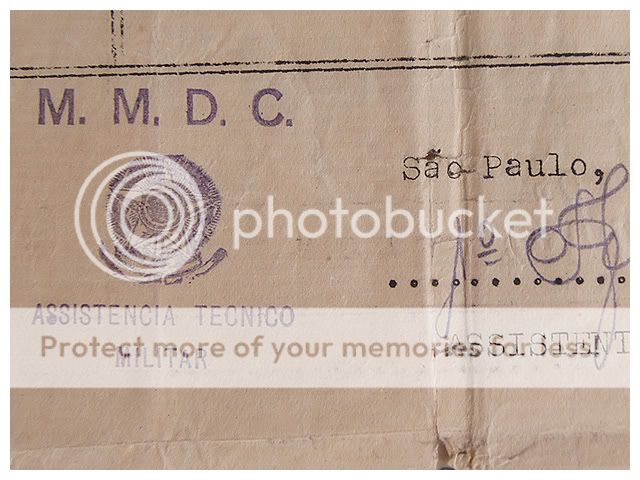 M. M. D. C.
São Paulo,
photobucket
ASSISTENCIA TECNICO
Protect more of your memories for less!
MILITAR
ASSISTENT